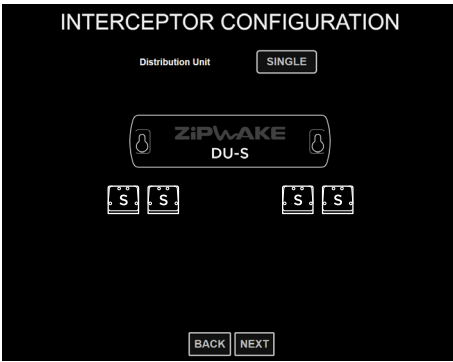 INTERCEPTOR CONFIGURATION
Distribution Unit SINGLE
ZiPWAKE
DU-S
S S S S
BACK NEXT